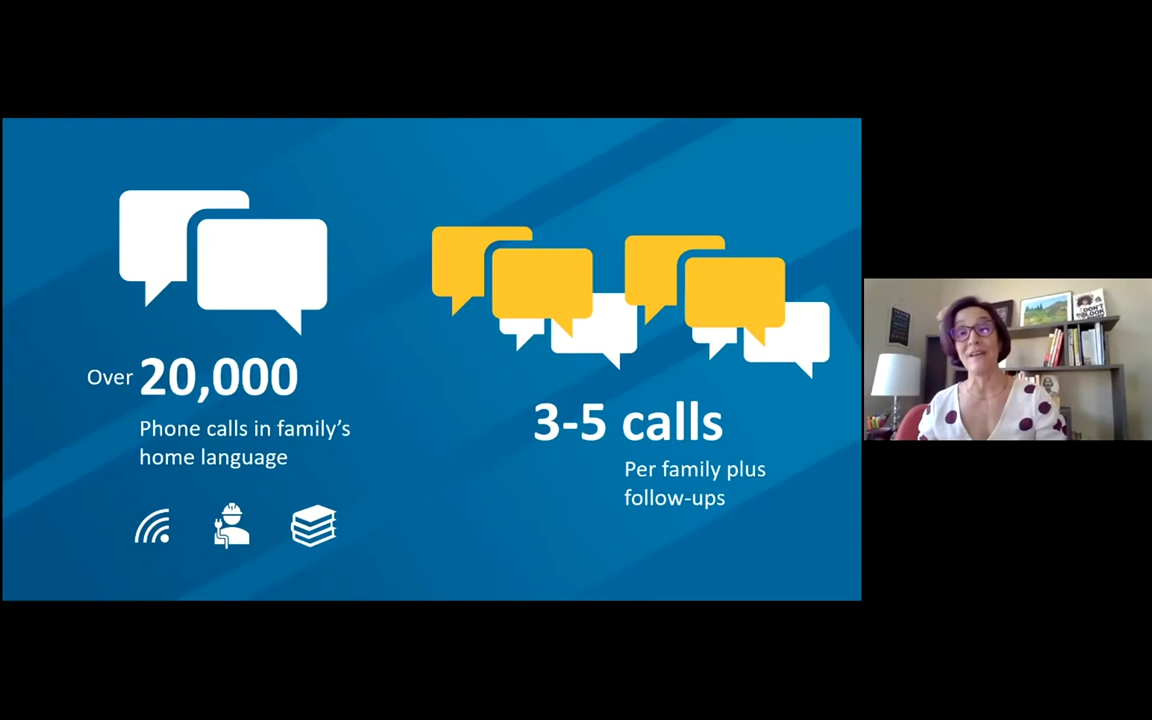 Over 20,000
Phone calls in family's
home language
3-5 calls
Per family plus
follow-ups